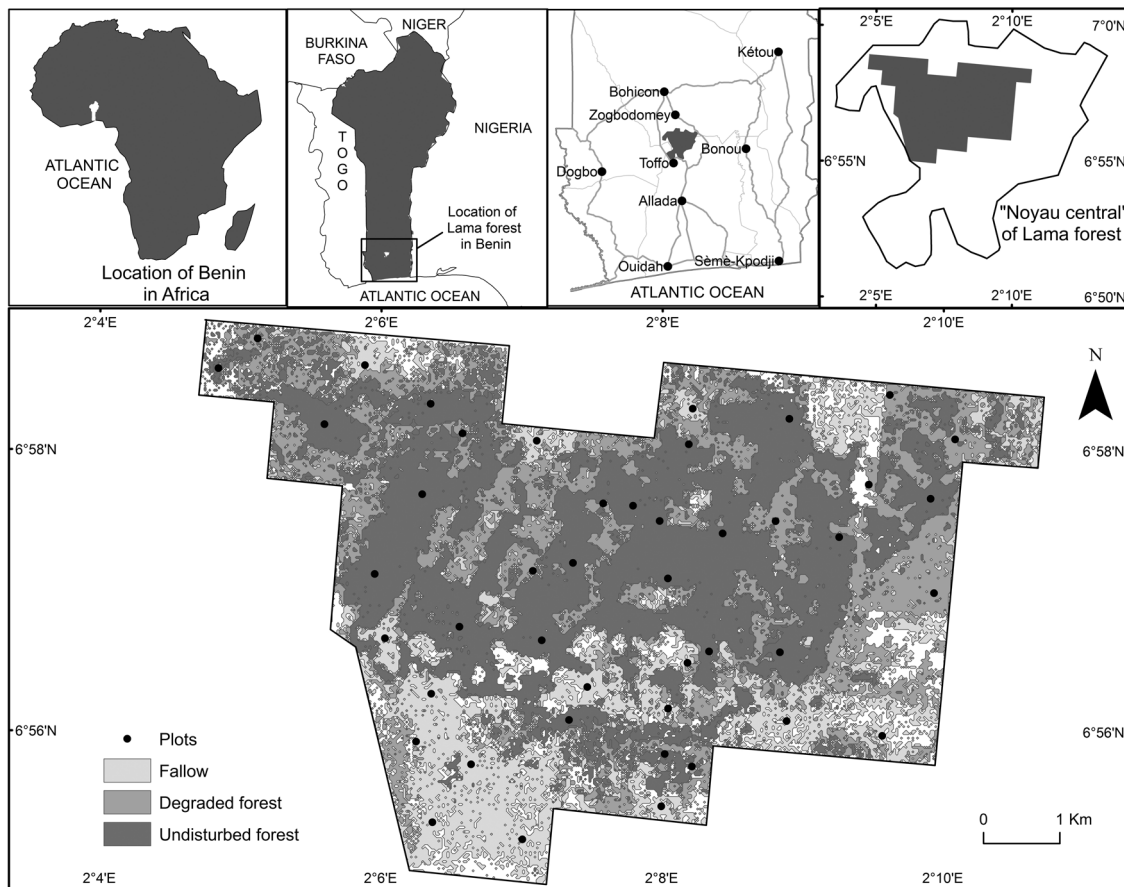 ATLANTIC
OCEAN
Location of Benin
in Africa
NIGER
BURKINA
FASO
TOGO
NIGERIA
Location of
Lama forest
in Benin
ATLANTIC OCEAN
Kétou
Bohicon
Zogbodomey
Bonou
Toffo
Dogbo
Allada
Ouidah
Sèmè-Kpodji
ATLANTIC OCEAN
2°5'E
2°10'E
7°0'N
6°55'N
6°55'N
"Noyau central"
of Lama forest
2°5'E
2°10'E
6°50'N
2°4'E
2°6'E
2°8'E
2°10'E
N
6°58'N
6°58'N
6°56'N
6°56'N
Plots
Fallow
Degraded forest
Undisturbed forest
0
1 Km
2°4'E
2°6'E
2°8'E
2°10'E